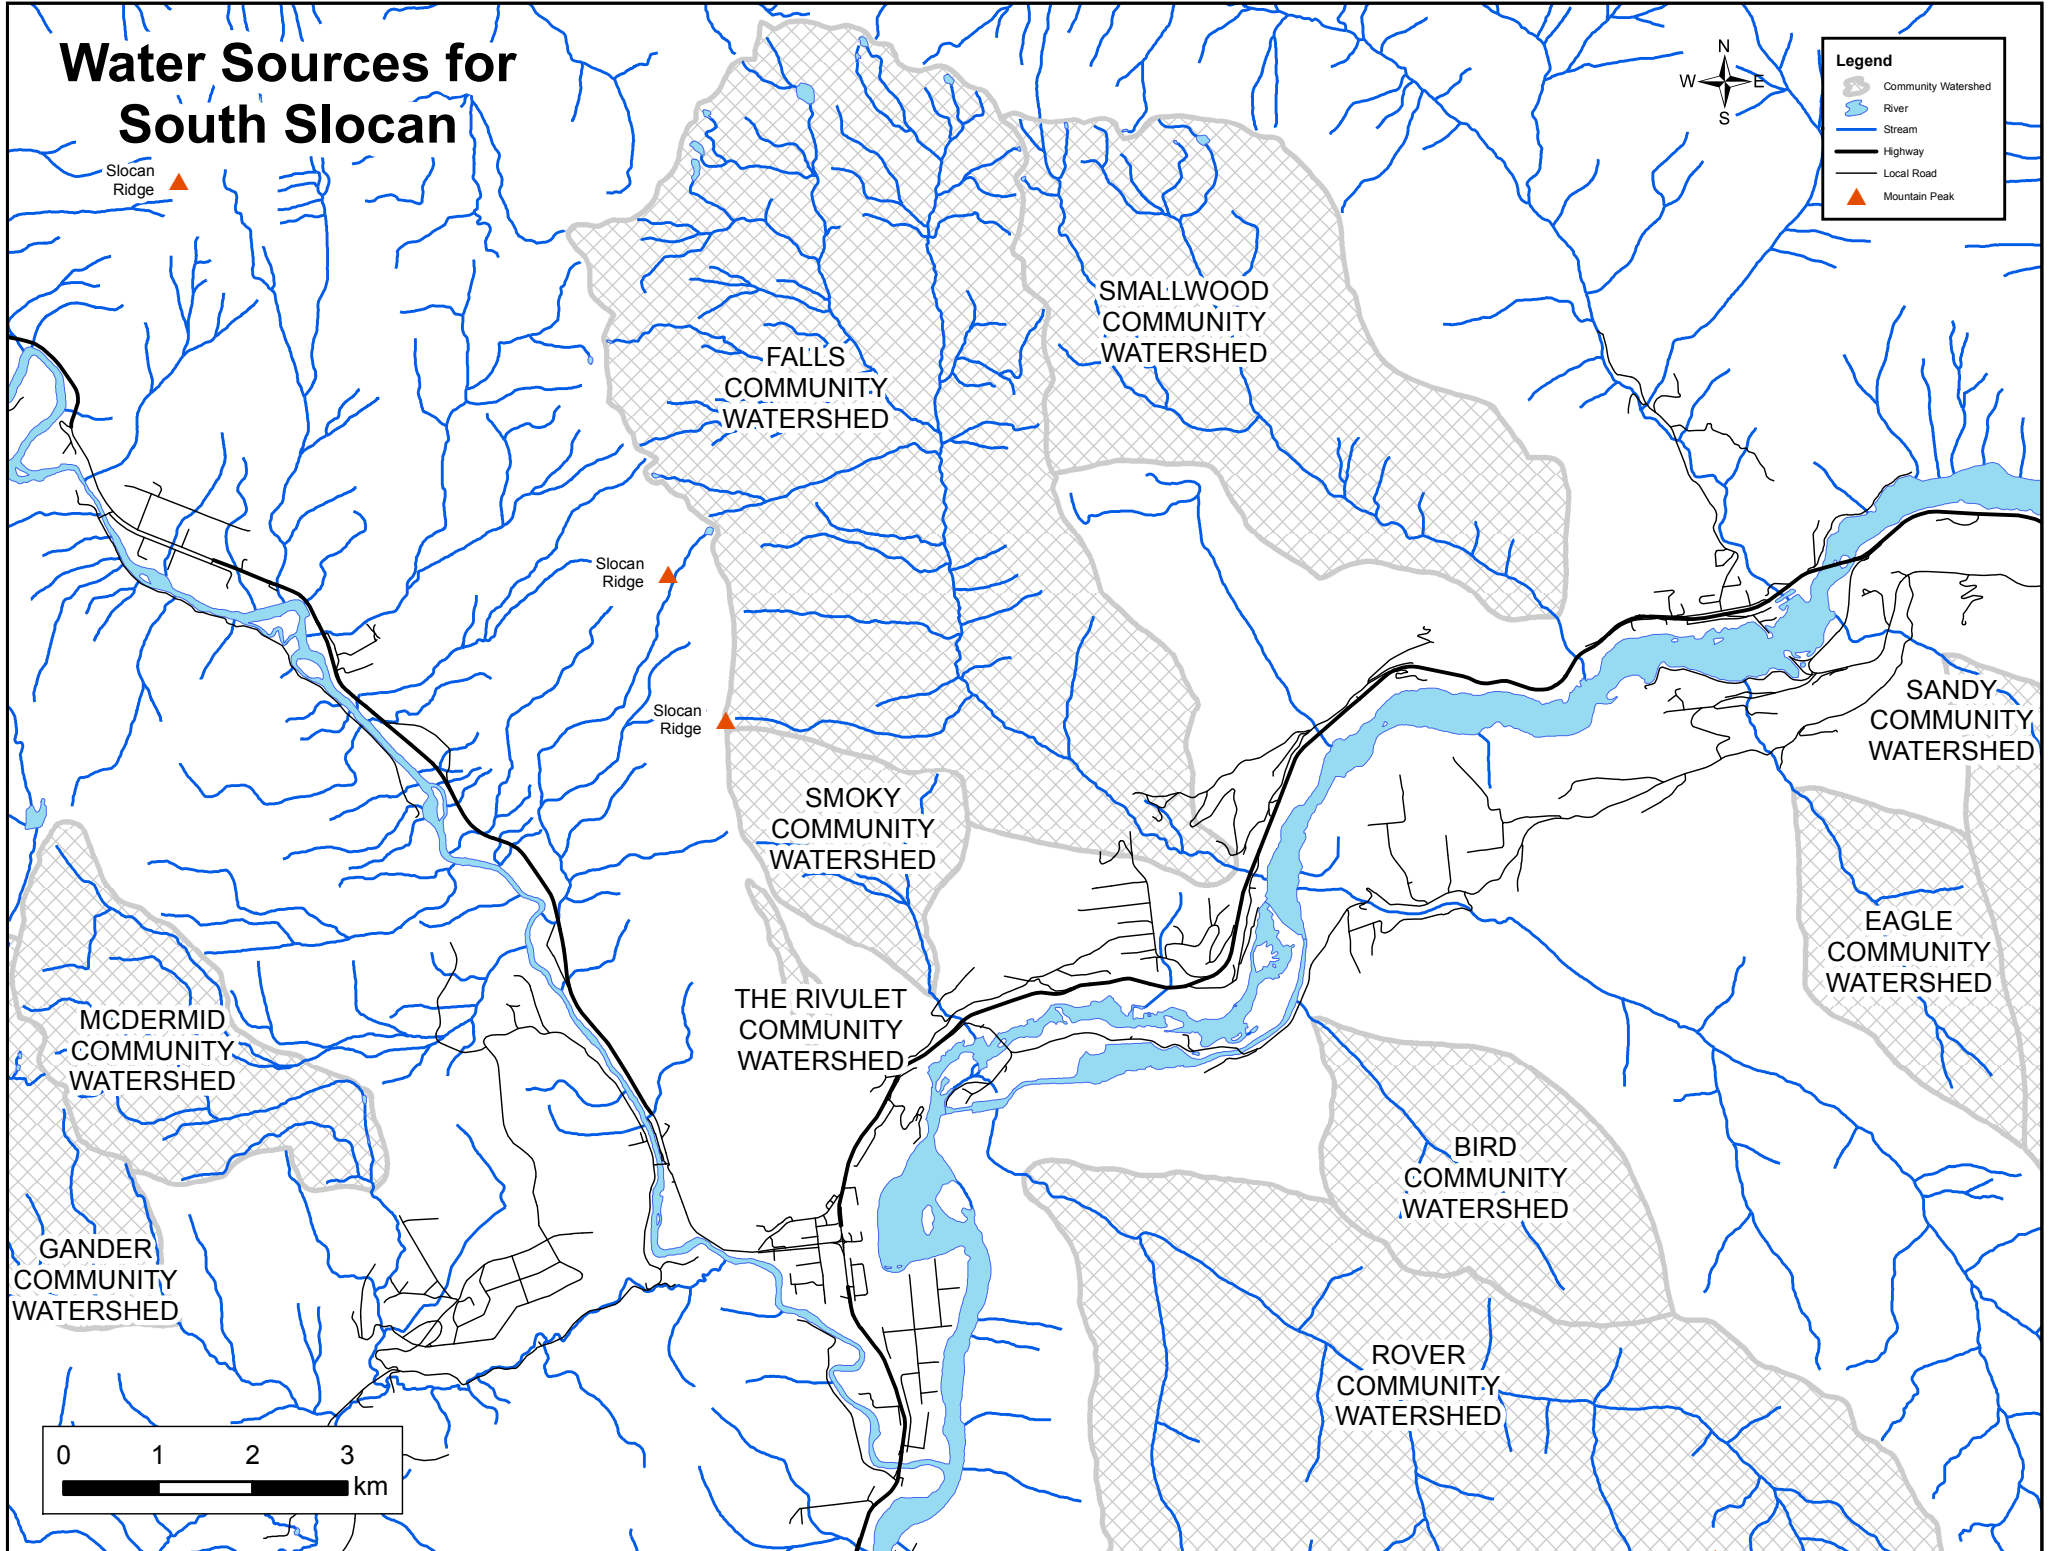 Water Sources for
South Slocan
N
W E
S
Legend
Community Watershed
River
Stream
Highway
Local Road
Mountain Peak
Slocan
Ridge
SMALLWOOD
COMMUNITY
WATERSHED
FALLS
COMMUNITY
WATERSHED
Slocan
Ridge
Slocan
Ridge
SANDY
COMMUNITY
WATERSHED
SMOKY
COMMUNITY
WATERSHED
EAGLE
COMMUNITY
WATERSHED
THE RIVULET
COMMUNITY
WATERSHED
MCDERMID
COMMUNITY
WATERSHED
BIRD
COMMUNITY
WATERSHED
GANDER
COMMUNITY
WATERSHED
ROVER
COMMUNITY
WATERSHED
0 1 2 3
km